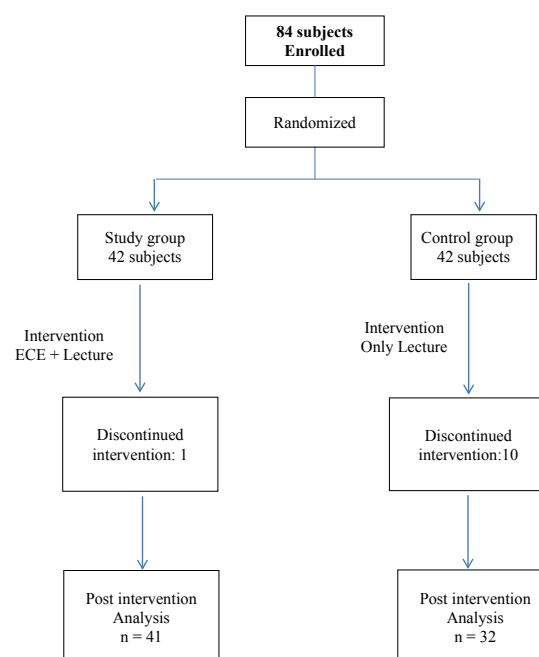 84 subjects
Enrolled
Randomized
Study group
42 subjects
Control group
42 subjects
Intervention
ECE + Lecture
Intervention
Only Lecture
Discontinued
intervention: 1
Discontinued
intervention:10
Post intervention
Analysis
n = 41
Post intervention
Analysis
n = 32